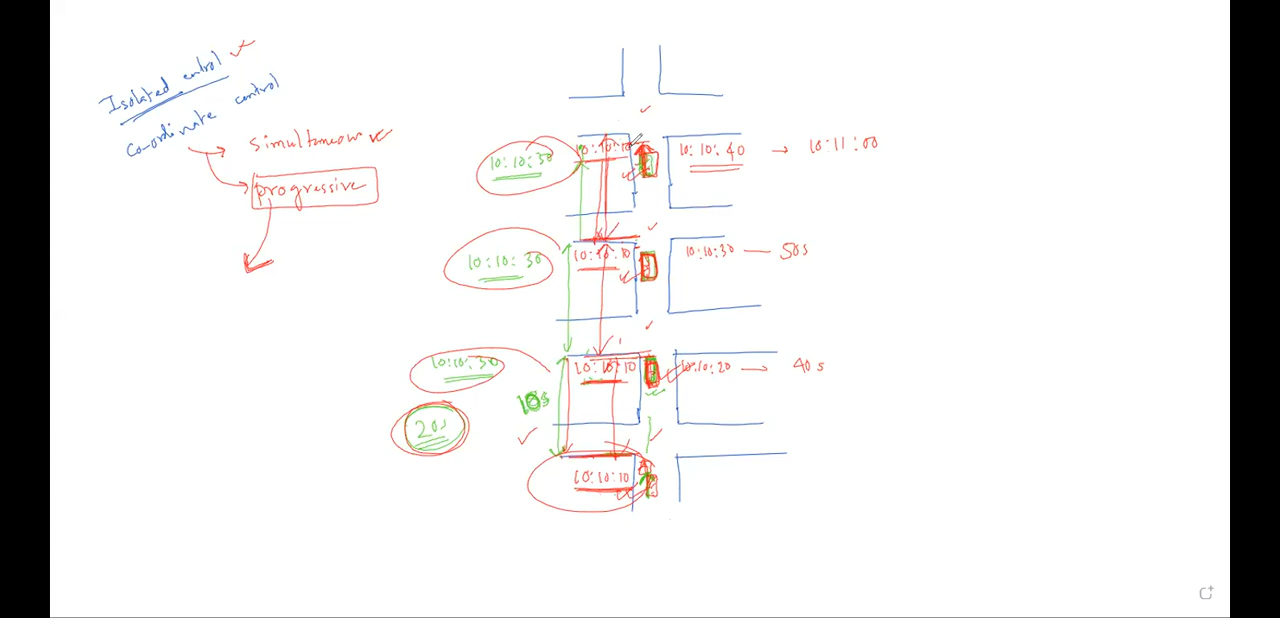 Isolated control
co-ordinate control
simultaneous
progressive
10:10:30 10:10:10 10:10:40 → 10:11:00
10:10:30 10:10:10 10:10:30 — 50s
10:10:30 10:10:10 10:10:20 → 40s
10s
20s
10:10:10